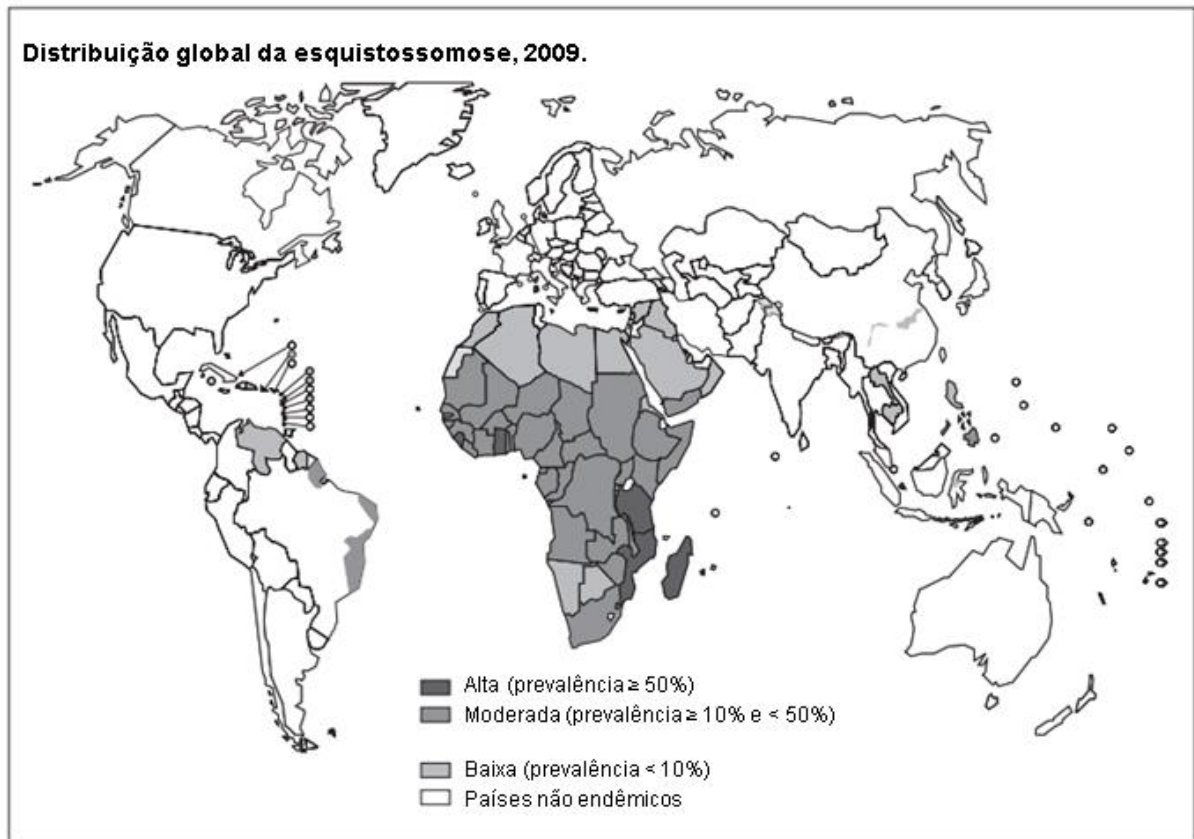 Distribuição global da esquistossomose, 2009.
Alta (prevalência ≥ 50%)
Moderada (prevalência ≥ 10% e < 50%)
Baixa (prevalência < 10%)
Países não endêmicos